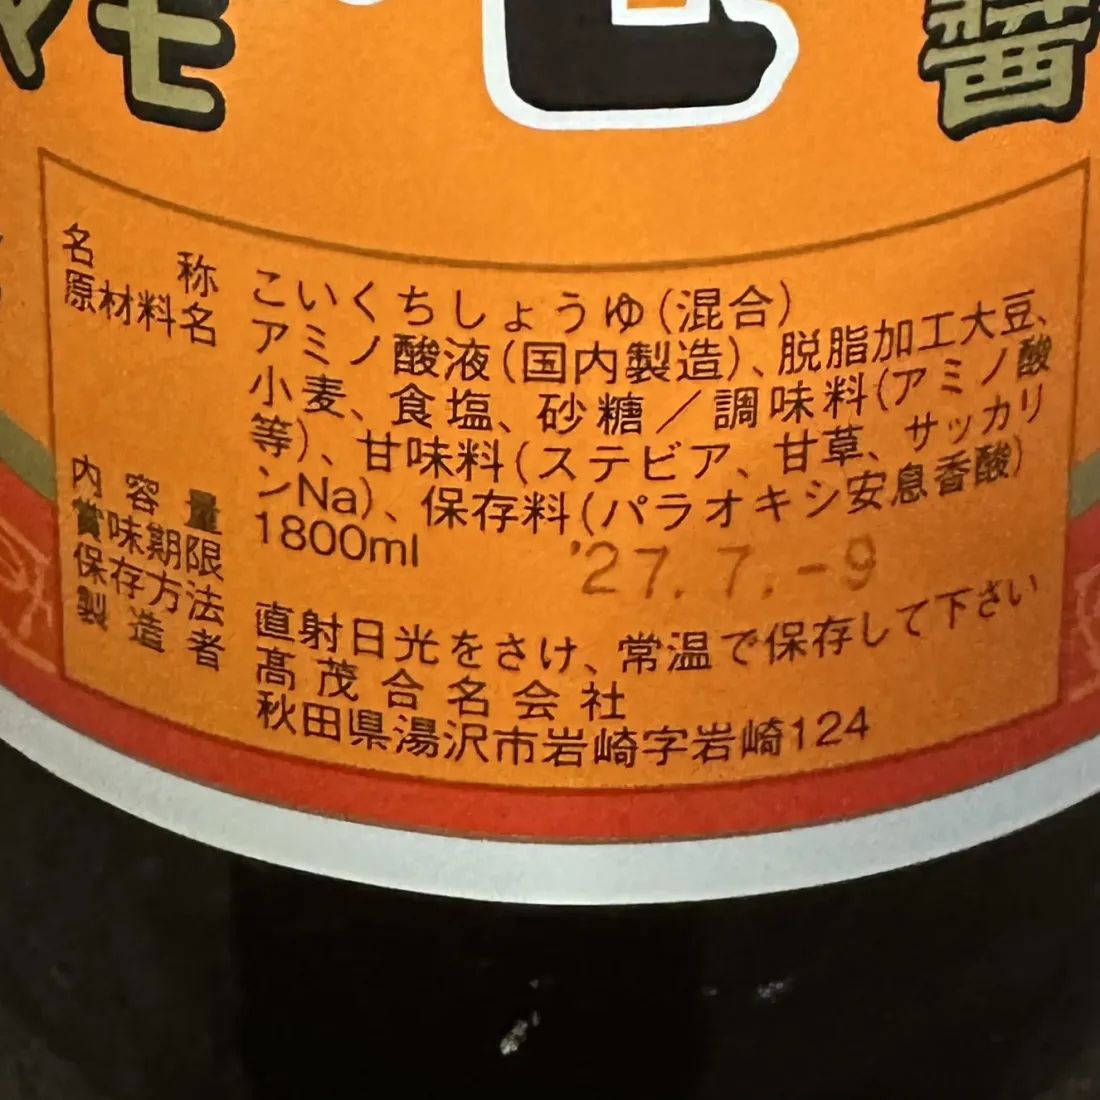 マモ
醤
名称 こいくちしょうゆ(混合)
原材料名 アミノ酸液(国内製造)、脱脂加工大豆、
小麦、食塩、砂糖/調味料(アミノ酸
等)、甘味料(ステビア、甘草、サッカリ
ンNa)、保存料(パラオキシ安息香酸)
内容量 1800ml
賞味期限 '27.7.-9
保存方法 直射日光をさけ、常温で保存して下さい
製造者 髙茂合名会社
秋田県湯沢市岩崎字岩崎124